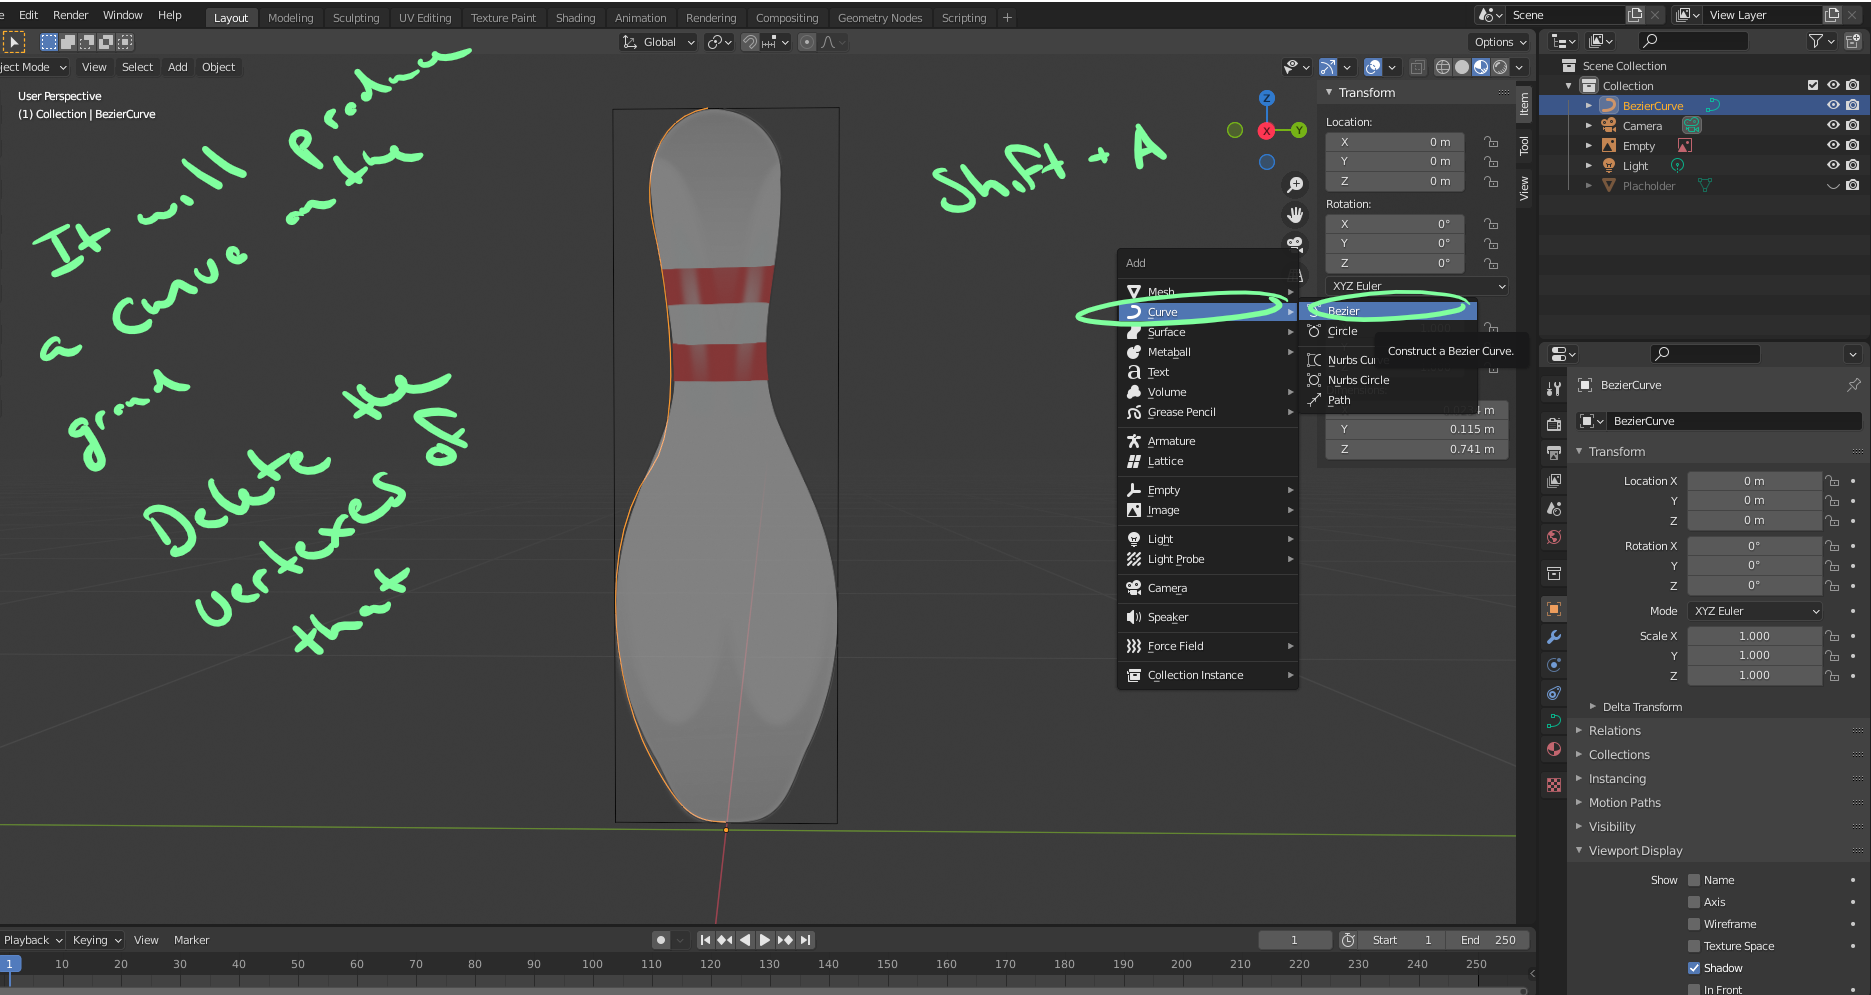 Edit Render Window Help Layout Modeling Sculpting UV Editing Texture Paint Shading Animation Rendering Compositing Geometry Nodes Scripting + Scene View Layer
Global Options
ject Mode View Select Add Object
User Perspective
(1) Collection | BezierCurve
It will Produce
a Curve on the
gran
Delete the
vertexes of
that
Shift + A
Z
X
Y
Add
Mesh
Curve
Surface
Metaball
Text
Volume
Grease Pencil
Armature
Lattice
Empty
Image
Light
Light Probe
Camera
Speaker
Force Field
Collection Instance
Bezier
Circle
Nurbs Cu
Nurbs Circle
Path
Construct a Bezier Curve.
Transform
Location:
X 0 m
Y 0 m
Z 0 m
Rotation:
X 0°
Y 0°
Z 0°
XYZ Euler
m
Y 0.115 m
Z 0.741 m
Item
Tool
View
Scene Collection
Collection
BezierCurve
Camera
Empty
Light
Placholder
BezierCurve
BezierCurve
Transform
Location X 0 m
Y 0 m
Z 0 m
Rotation X 0°
Y 0°
Z 0°
Mode XYZ Euler
Scale X 1.000
Y 1.000
Z 1.000
Delta Transform
Relations
Collections
Instancing
Motion Paths
Visibility
Viewport Display
Show Name
Axis
Wireframe
Texture Space
Shadow
In Front
Playback Keying View Marker 1 Start 1 End 250
1 10 20 30 40 50 60 70 80 90 100 110 120 130 140 150 160 170 180 190 200 210 220 230 240 250